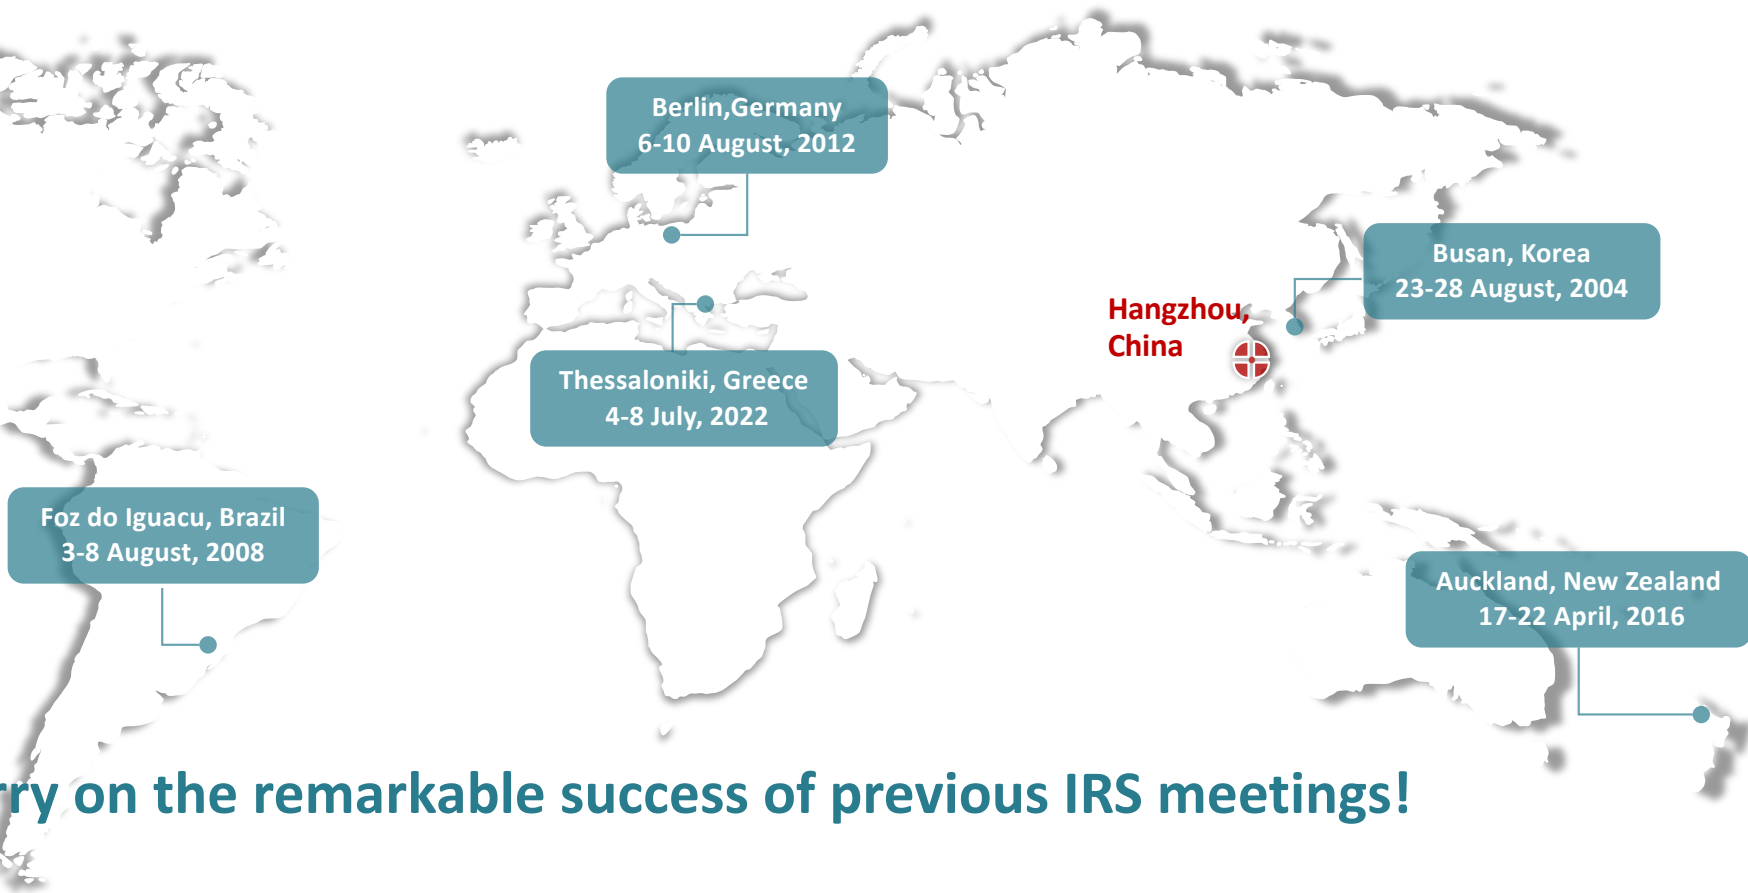 Berlin,Germany
6-10 August, 2012
Busan, Korea
23-28 August, 2004
Hangzhou,
China
Thessaloniki, Greece
4-8 July, 2022
Foz do Iguacu, Brazil
3-8 August, 2008
Auckland, New Zealand
17-22 April, 2016
on the remarkable success of previous IRS meetings!